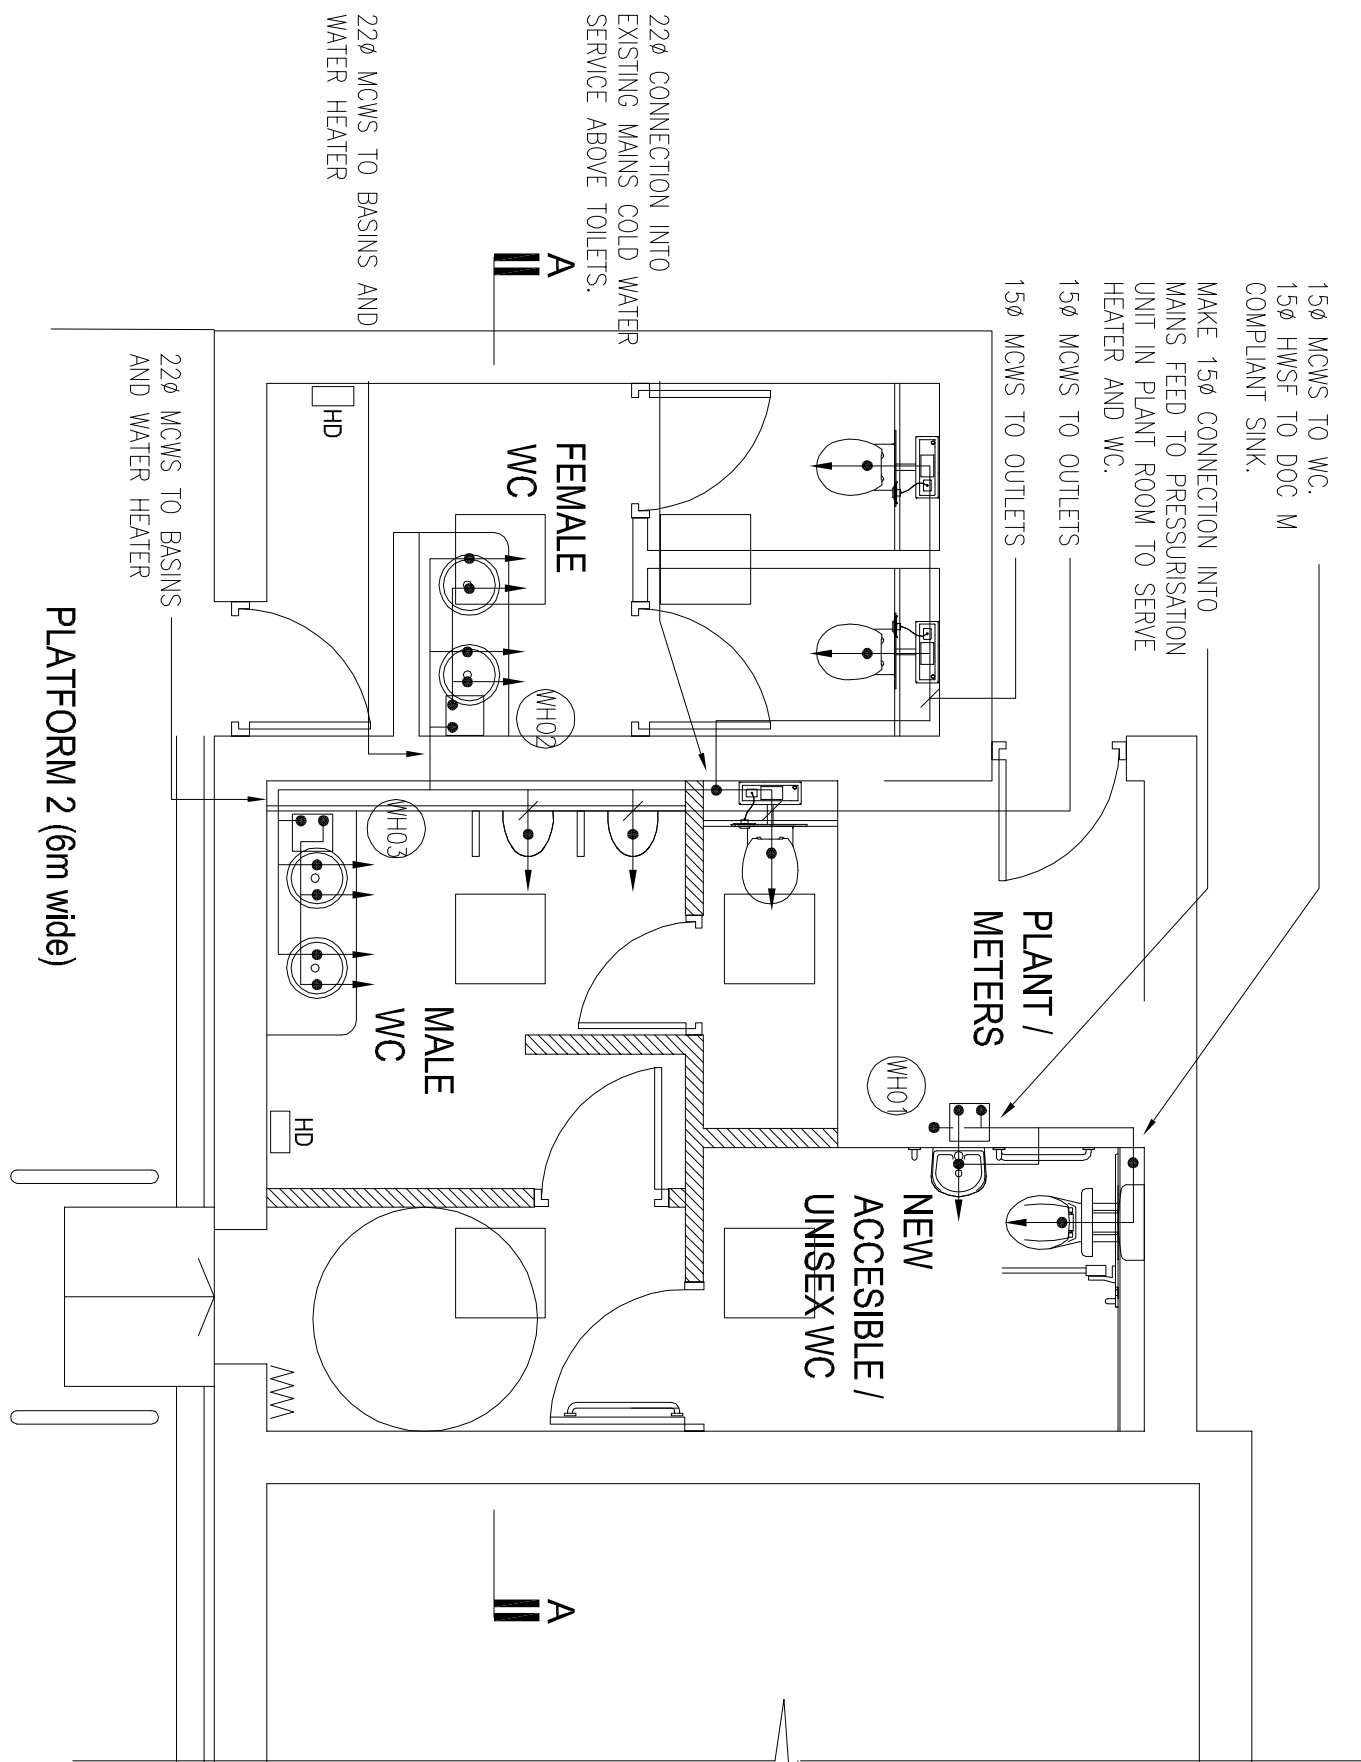 15ø MCWS TO WC.
15ø HWSF TO DOC M
COMPLIANT SINK.
MAKE 15ø CONNECTION INTO
MAINS FEED TO PRESSURISATION
UNIT IN PLANT ROOM TO SERVE
HEATER AND WC.
15ø MCWS TO OUTLETS
15ø MCWS TO OUTLETS
22ø CONNECTION INTO
EXISTING MAINS COLD WATER
SERVICE ABOVE TOILETS.
22ø MCWS TO BASINS AND
WATER HEATER
22ø MCWS TO BASINS
AND WATER HEATER
A
FEMALE
WC
HD
WH02
PLANT /
METERS
WH01
WH03
MALE
WC
HD
NEW
ACCESIBLE /
UNISEX WC
A
PLATFORM 2 (6m wide)